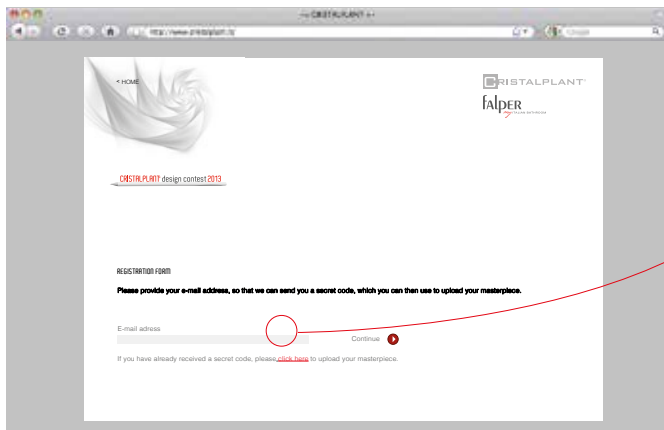 CRISTALPLANT
< HOME
CRISTALPLANT®
falper
CRISTALPLANT design contest 2013
REGISTRATION FORM
Please provide your e-mail address, so that we can send you a secret code, which you can then use to upload your masterpiece.
E-mail adress
Continue
If you have already received a secret code, please click here to upload your masterpiece.